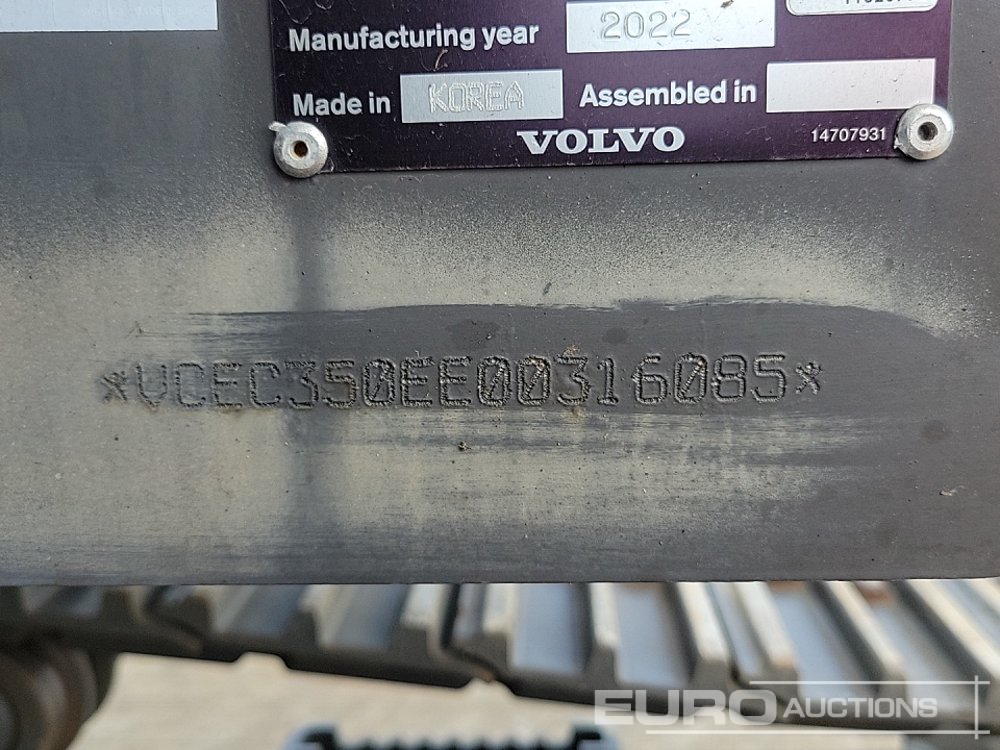 Manufacturing year 2022
Made in KOREA Assembled in
VOLVO 14707931
*VCEC350EE00316085*
EURO AUCTIONS